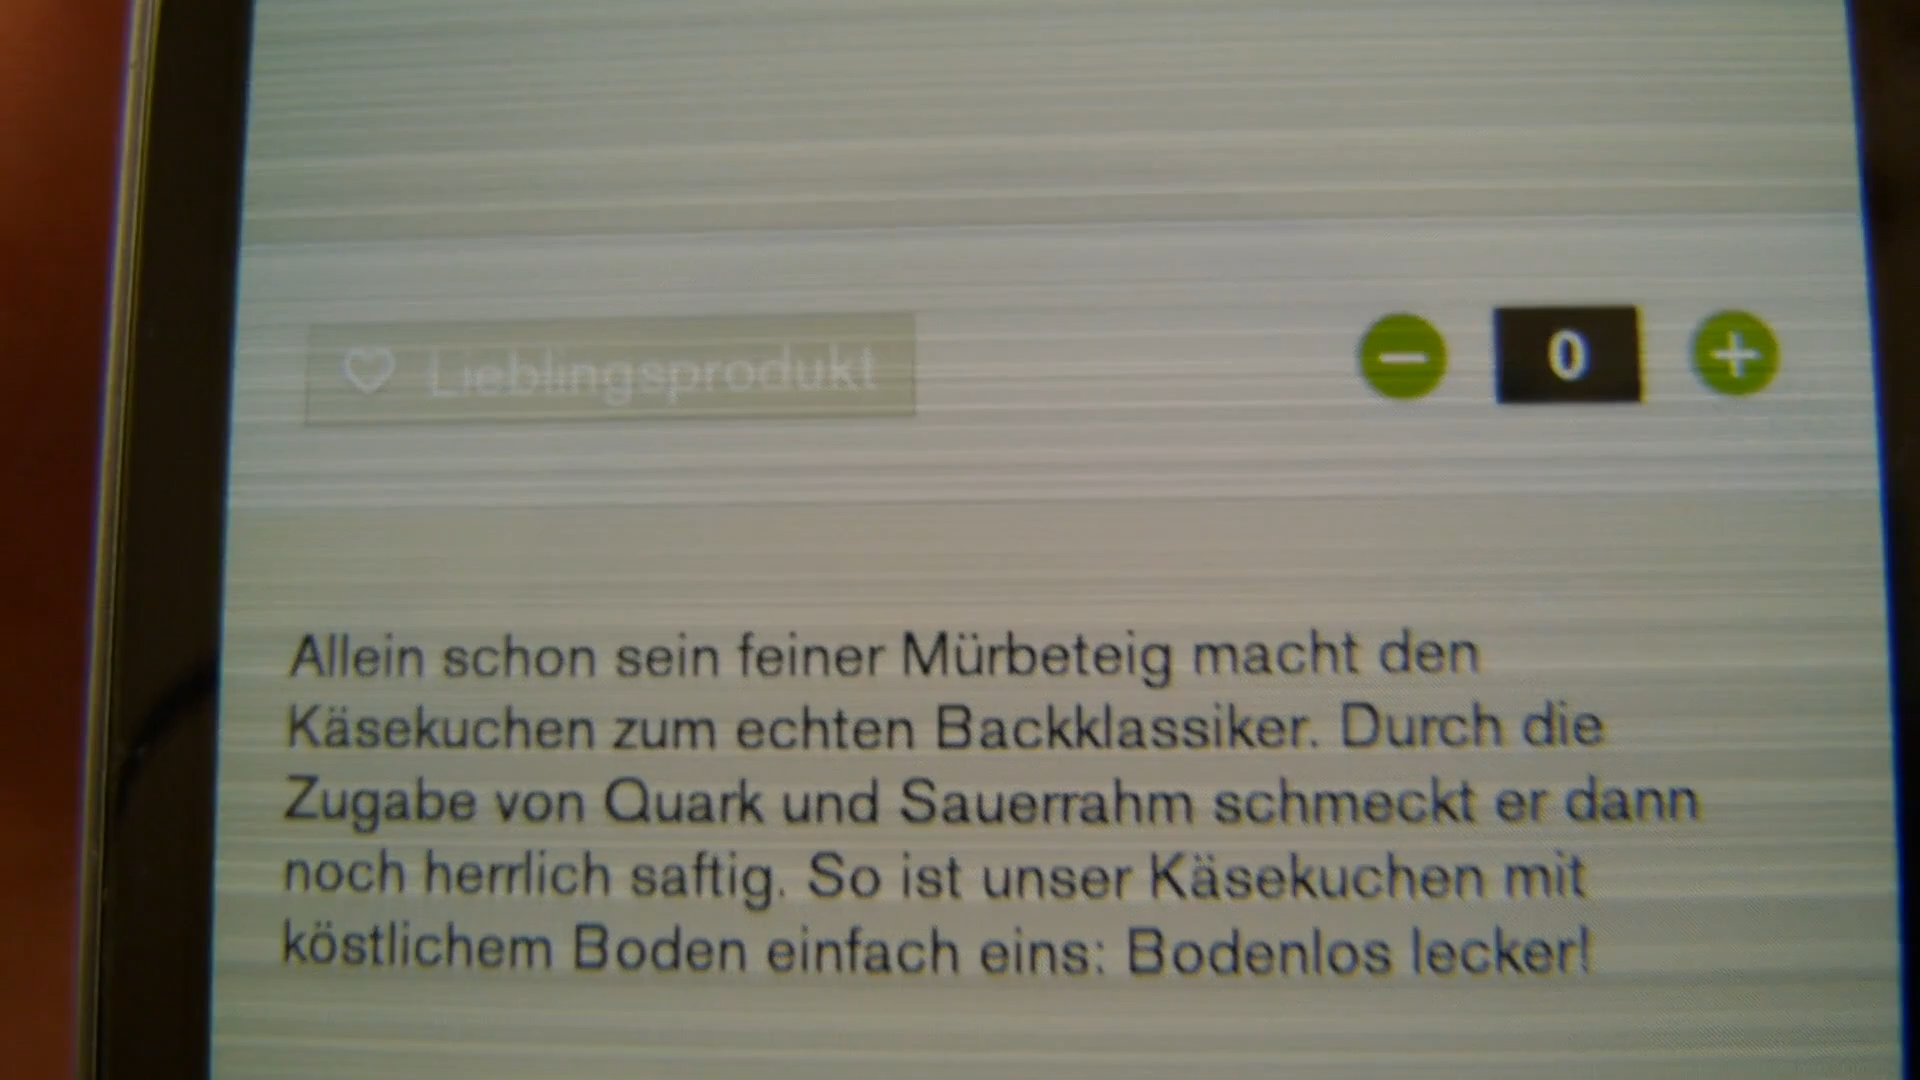 Lieblingsprodukt
0
Allein schon sein feiner Mürbeteig macht den
Käsekuchen zum echten Backklassiker. Durch die
Zugabe von Quark und Sauerrahm schmeckt er dann
noch herrlich saftig. So ist unser Käsekuchen mit
köstlichem Boden einfach eins: Bodenlos lecker!